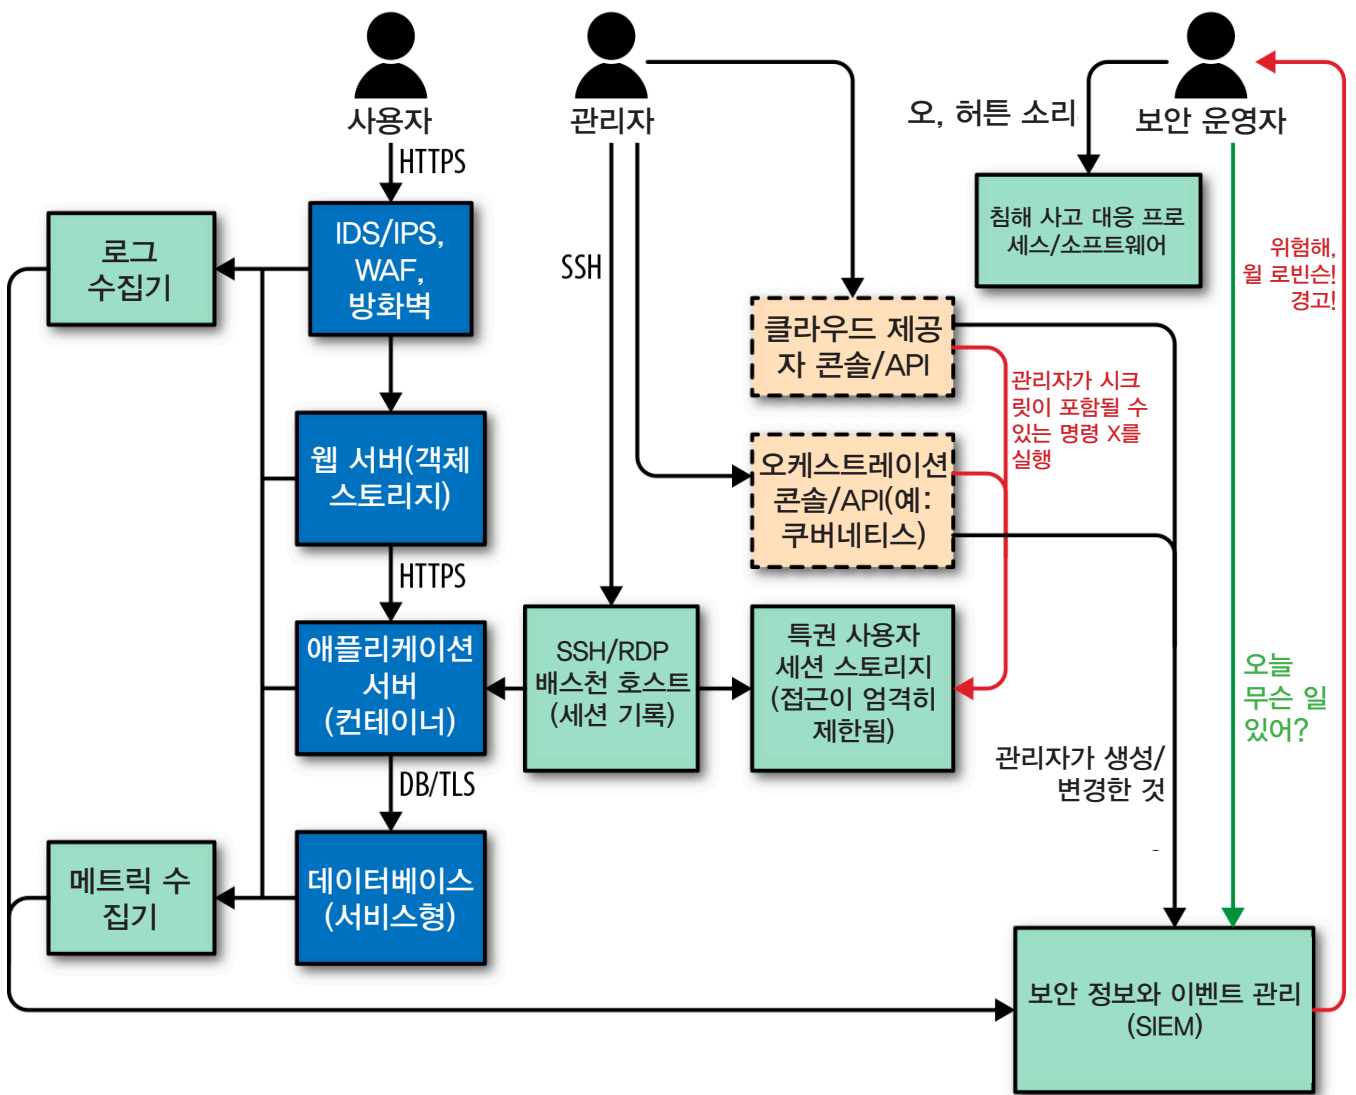 사용자
관리자
오, 허튼 소리
보안 운영자
HTTPS
로그
수집기
IDS/IPS,
WAF,
방화벽
SSH
침해 사고 대응 프로
세스/소프트웨어
위험해,
윌 로빈슨!
경고!
클라우드 제공
자 콘솔/API
관리자가 시크
릿이 포함될 수
있는 명령 X를
실행
웹 서버(객체
스토리지)
오케스트레이션
콘솔/API(예:
쿠버네티스)
HTTPS
애플리케이션
서버
(컨테이너)
SSH/RDP
배스천 호스트
(세션 기록)
특권 사용자
세션 스토리지
(접근이 엄격히
제한됨)
오늘
무슨 일
있어?
관리자가 생성/
변경한 것
DB/TLS
메트릭 수
집기
데이터베이스
(서비스형)
보안 정보와 이벤트 관리
(SIEM)